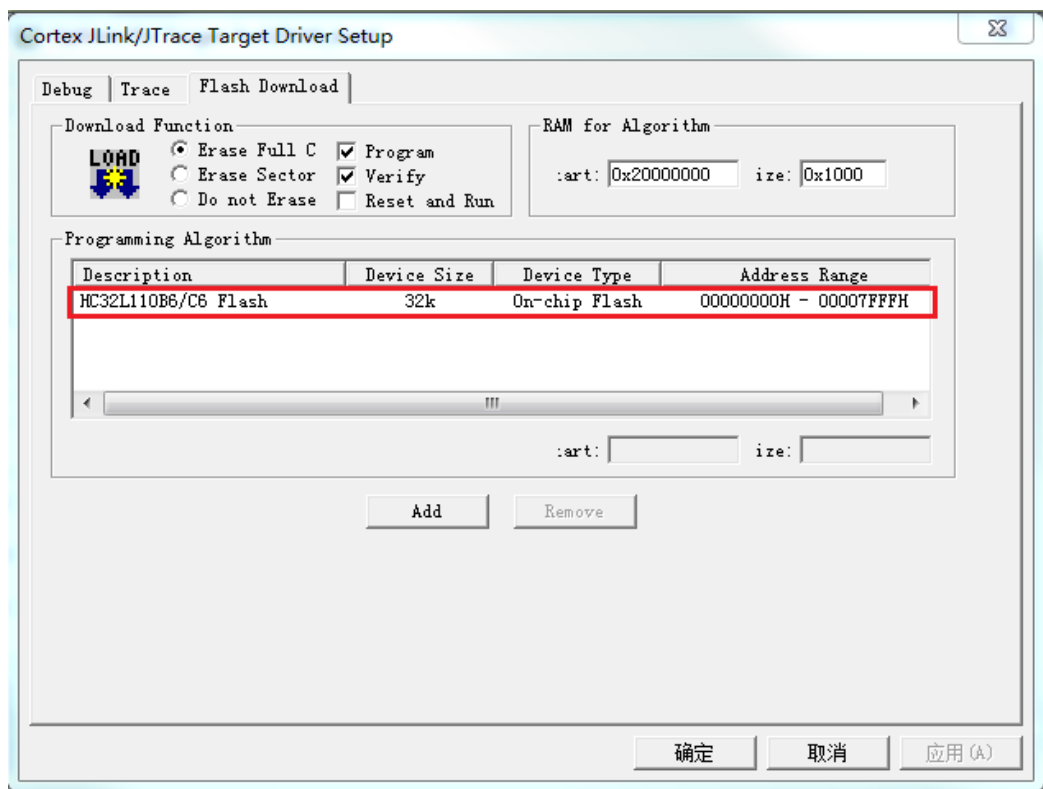 Cortex JLink/JTrace Target Driver Setup
Debug Trace Flash Download
Download Function
LOAD
Erase Full C Program
Erase Sector Verify
Do not Erase Reset and Run
RAM for Algorithm
:art: 0x20000000 ize: 0x1000
Programming Algorithm
Description Device Size Device Type Address Range
HC32L110B6/C6 Flash 32k On-chip Flash 00000000H - 00007FFFH
:art: ize:
Add Remove
确定 取消 应用(A)